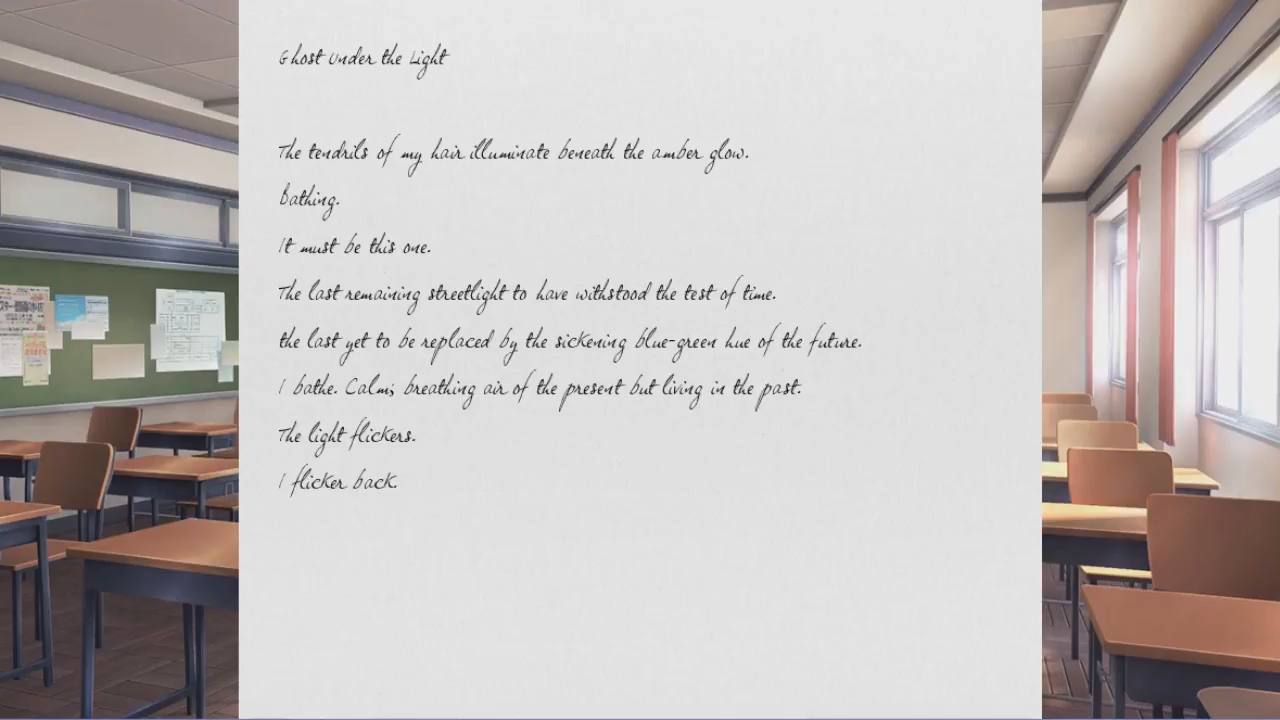 Ghost Under the Light
The tendrils of my hair illuminate beneath the amber glow.
Bathing.
It must be this one.
The last remaining streetlight to have withstood the test of time.
the last yet to be replaced by the sickening blue-green hue of the future.
I bathe. Calm; breathing air of the present but living in the past.
The light flickers.
I flicker back.